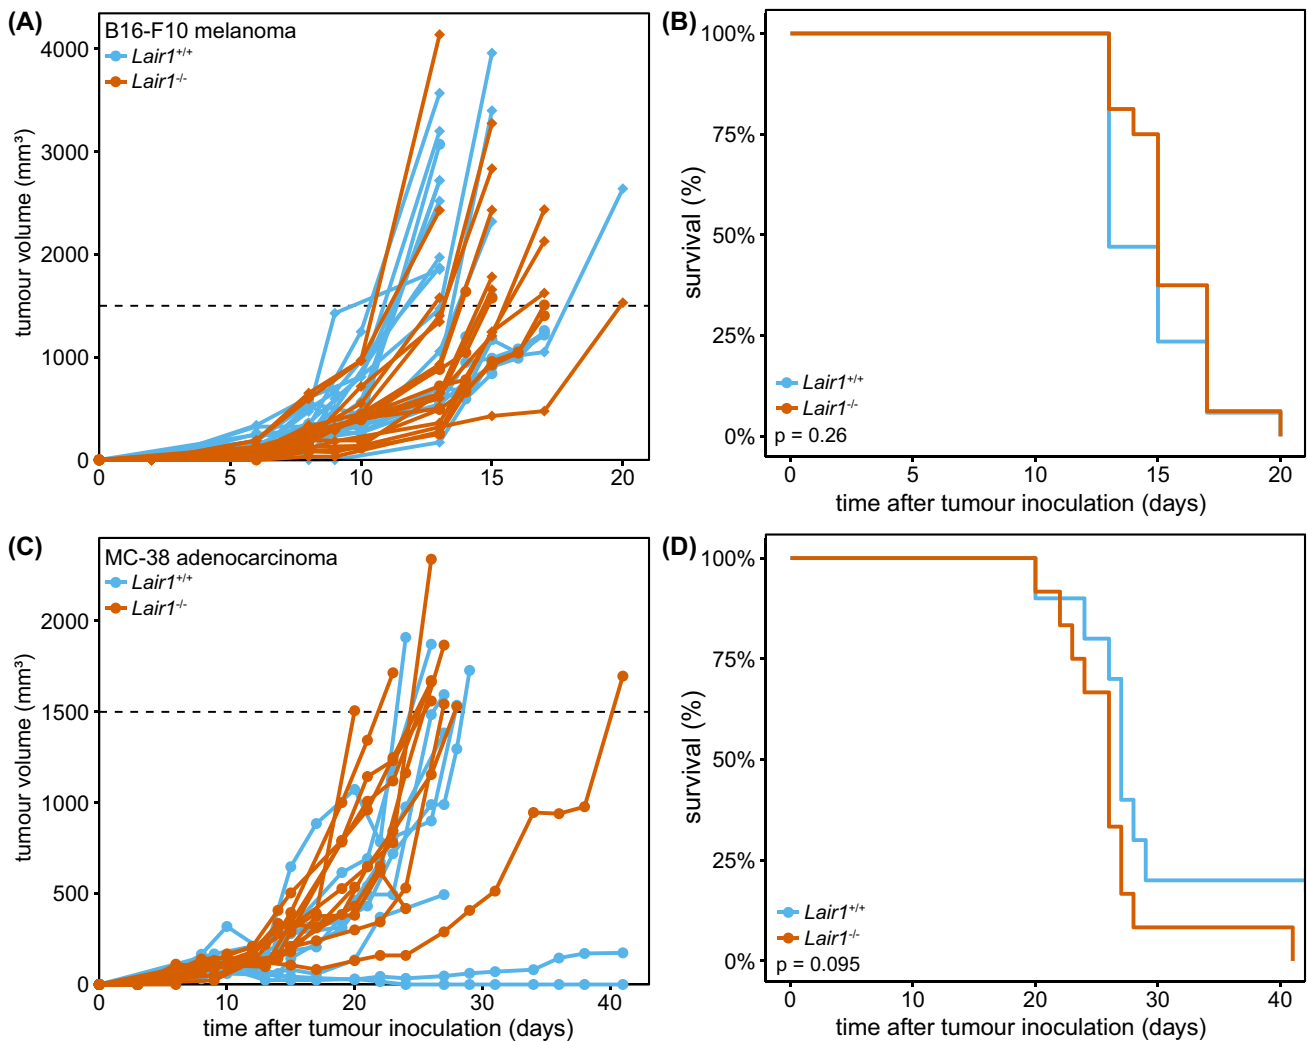 (A)
B16-F10 melanoma
Lair1+/+
Lair1-/-
tumour volume (mm³)
4000
3000
2000
1000
0
0 5 10 15 20
(B)
100%
75%
50%
25%
0%
survival (%)
Lair1+/+
Lair1-/-
p = 0.26
0 5 10 15 20
time after tumour inoculation (days)
(C)
MC-38 adenocarcinoma
Lair1+/+
Lair1-/-
tumour volume (mm³)
2000
1500
1000
500
0
0 10 20 30 40
time after tumour inoculation (days)
(D)
100%
75%
50%
25%
0%
survival (%)
Lair1+/+
Lair1-/-
p = 0.095
0 10 20 30 40
time after tumour inoculation (days)